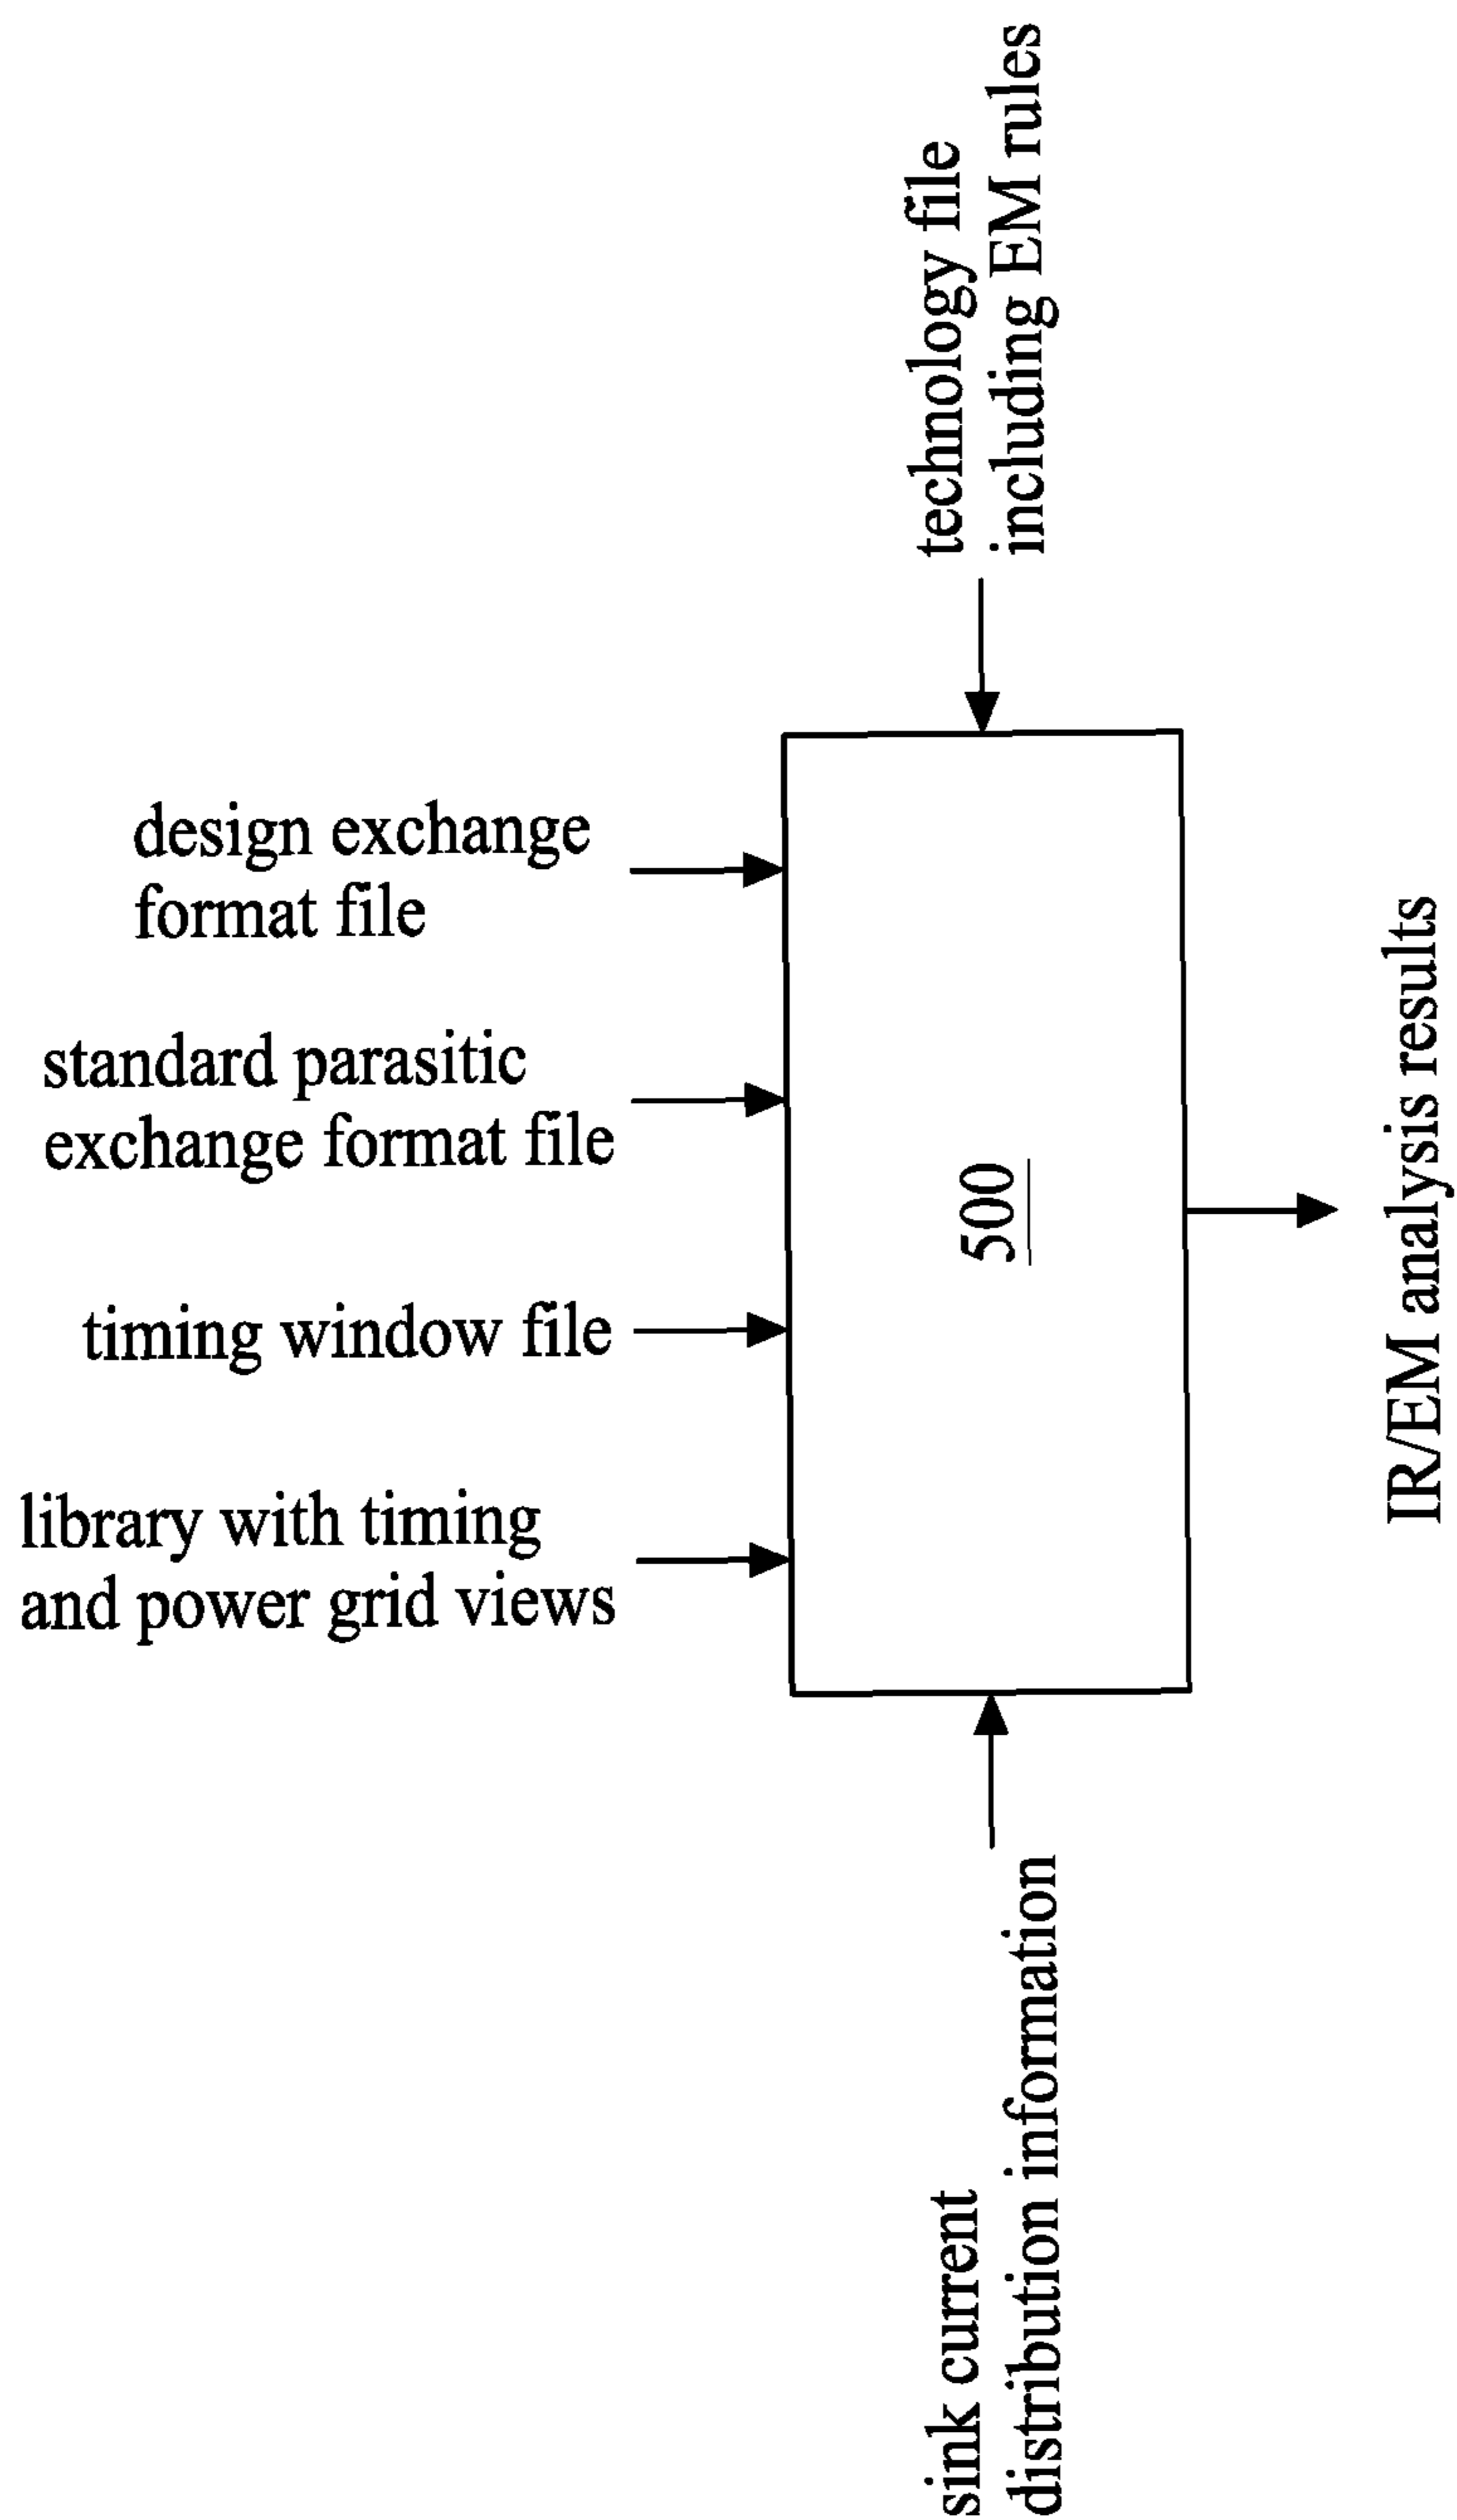 technology file
including EM rules
design exchange
format file
standard parasitic
exchange format file
timing window file
library with timing
and power grid views
500
IR/EM analysis results
sink current
distribution information